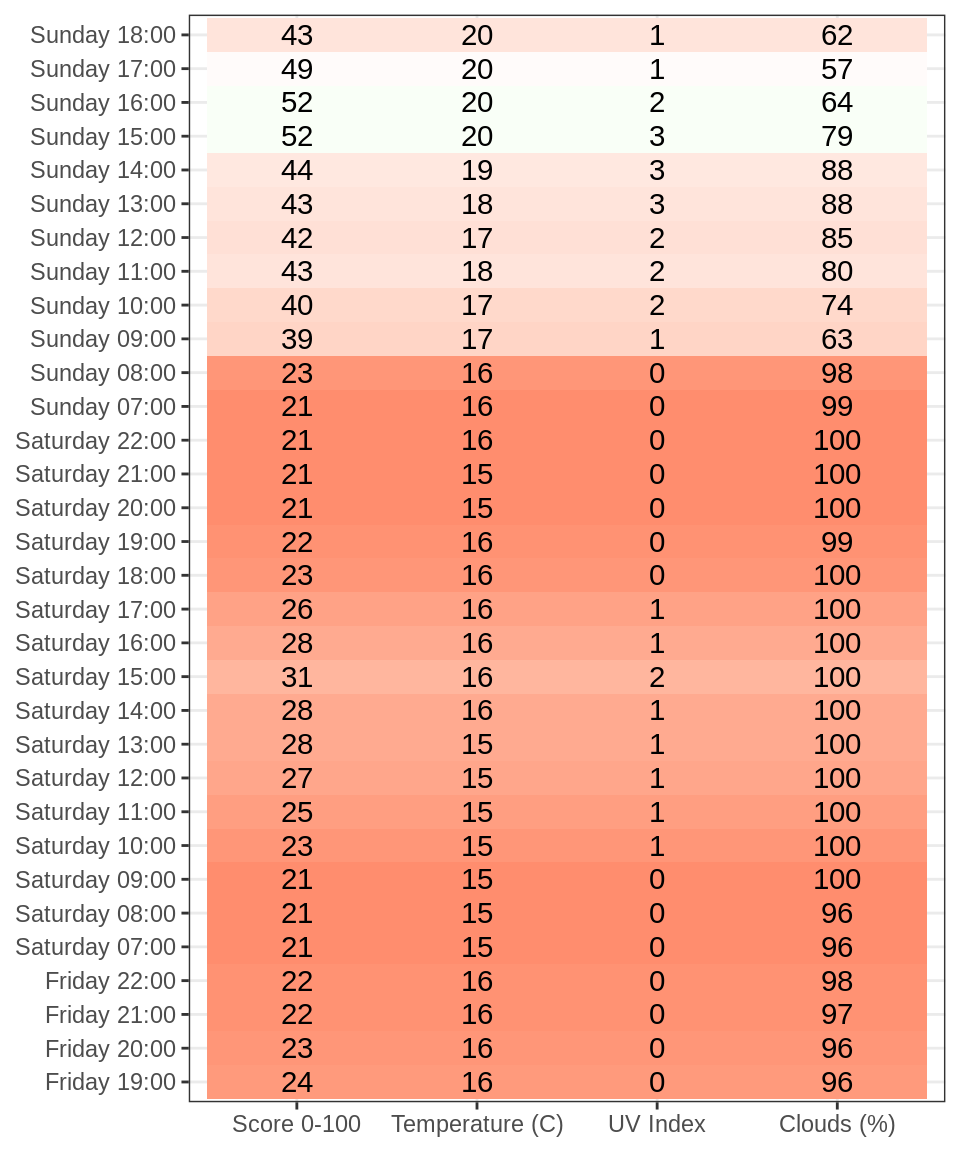 Sunday 18:00 43 20 1 62
Sunday 17:00 49 20 1 57
Sunday 16:00 52 20 2 64
Sunday 15:00 52 20 3 79
Sunday 14:00 44 19 3 88
Sunday 13:00 43 18 3 88
Sunday 12:00 42 17 2 85
Sunday 11:00 43 18 2 80
Sunday 10:00 40 17 2 74
Sunday 09:00 39 17 1 63
Sunday 08:00 23 16 0 98
Sunday 07:00 21 16 0 99
Saturday 22:00 21 16 0 100
Saturday 21:00 21 15 0 100
Saturday 20:00 21 15 0 100
Saturday 19:00 22 16 0 99
Saturday 18:00 23 16 0 100
Saturday 17:00 26 16 1 100
Saturday 16:00 28 16 1 100
Saturday 15:00 31 16 2 100
Saturday 14:00 28 16 1 100
Saturday 13:00 28 15 1 100
Saturday 12:00 27 15 1 100
Saturday 11:00 25 15 1 100
Saturday 10:00 23 15 1 100
Saturday 09:00 21 15 0 100
Saturday 08:00 21 15 0 96
Saturday 07:00 21 15 0 96
Friday 22:00 22 16 0 98
Friday 21:00 22 16 0 97
Friday 20:00 23 16 0 96
Friday 19:00 24 16 0 96
Score 0-100 Temperature (C) UV Index Clouds (%)